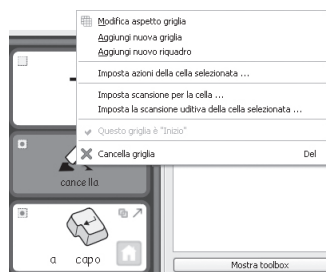 Modifica aspetto griglia
Aggiungi nuova griglia
Aggiungi nuovo riquadro
Imposta azioni della cella selezionata ...
Imposta scansione per la cella ...
Imposta la scansione uditiva della cella selezionata ...
Questo griglia è "Inizio"
Cancella griglia Del
cancella
a capo
Mostra toolbox